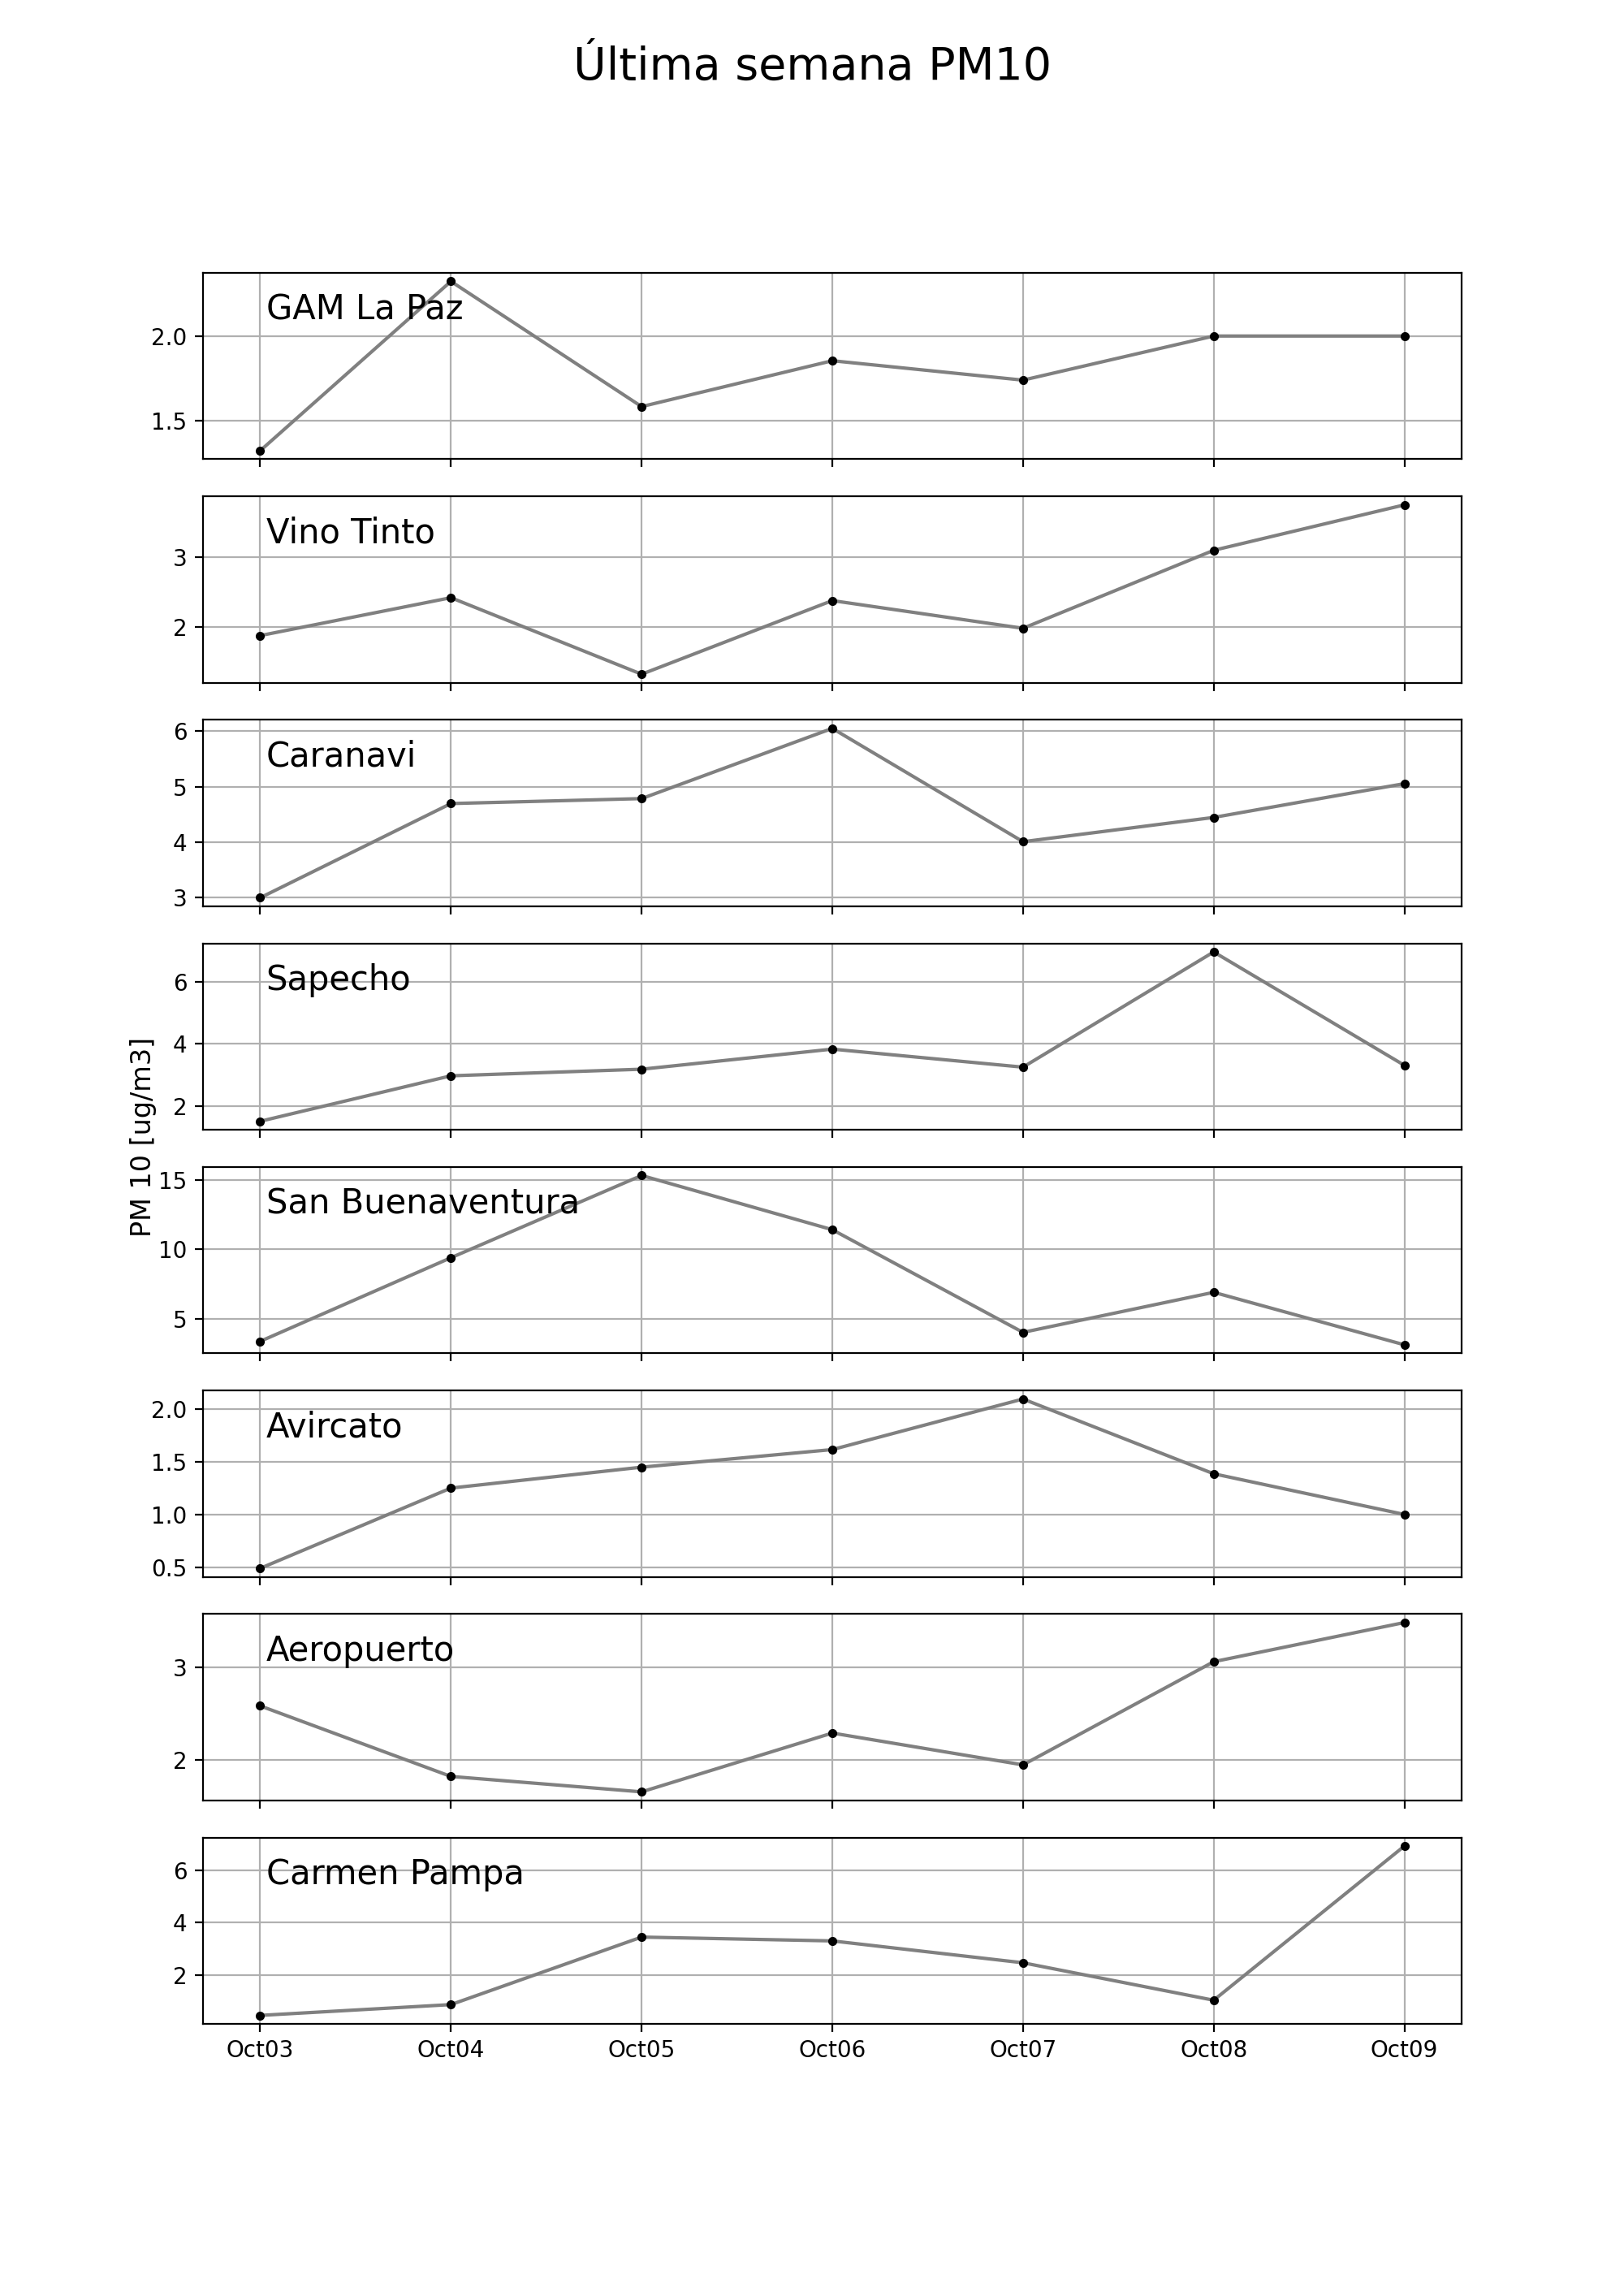 Última semana PM10
GAM La Paz
2.0
1.5
Vino Tinto
3
2
Caranavi
6
5
4
3
Sapecho
6
4
2
PM 10 [ug/m3]
San Buenaventura
15
10
5
Avircato
2.0
1.5
1.0
0.5
Aeropuerto
3
2
Carmen Pampa
6
4
2
Oct03 Oct04 Oct05 Oct06 Oct07 Oct08 Oct09